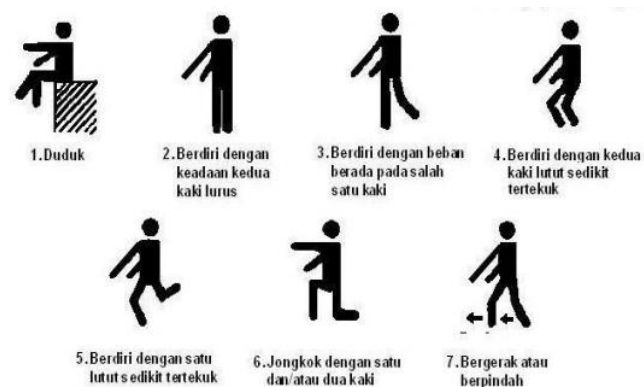 1.Duduk
2.Berdiri dengan
keadaan kedua
kaki lurus
3.Berdiri dengan beban
berada pada salah
satu kaki
4.Berdiri dengan kedua
kaki lutut sedikit
tertekuk
5.Berdiri dengan satu
lutut sedikit tertekuk
6.Jongkok dengan satu
dan/atau dua kaki
7.Bergerak atau
berpindah